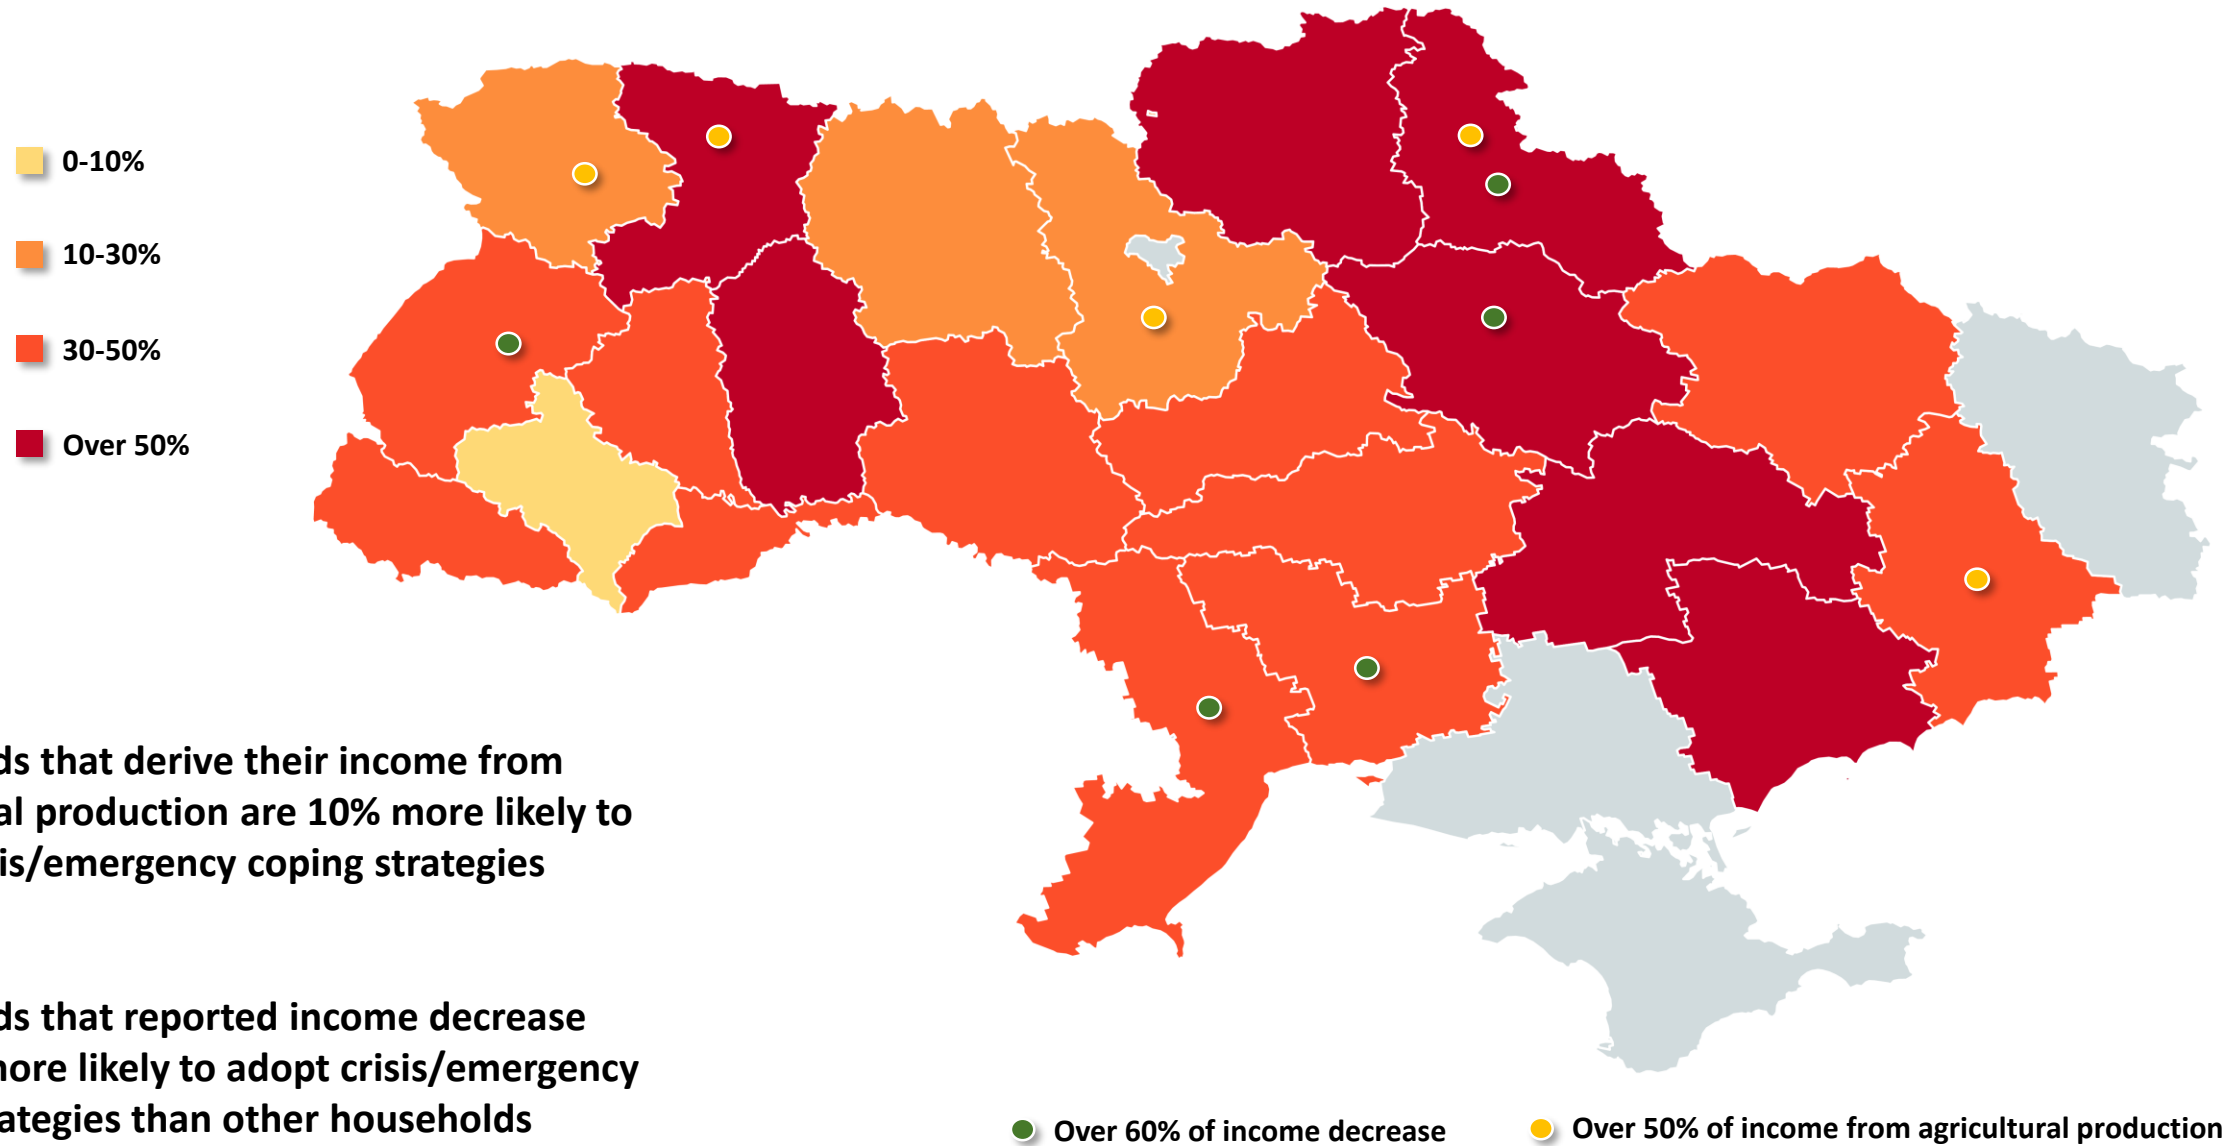 0-10%
10-30%
30-50%
Over 50%
ds that derive their income from
al production are 10% more likely to
is/emergency coping strategies
ds that reported income decrease
more likely to adopt crisis/emergency
rategies than other households
Over 60% of income decrease
Over 50% of income from agricultural production